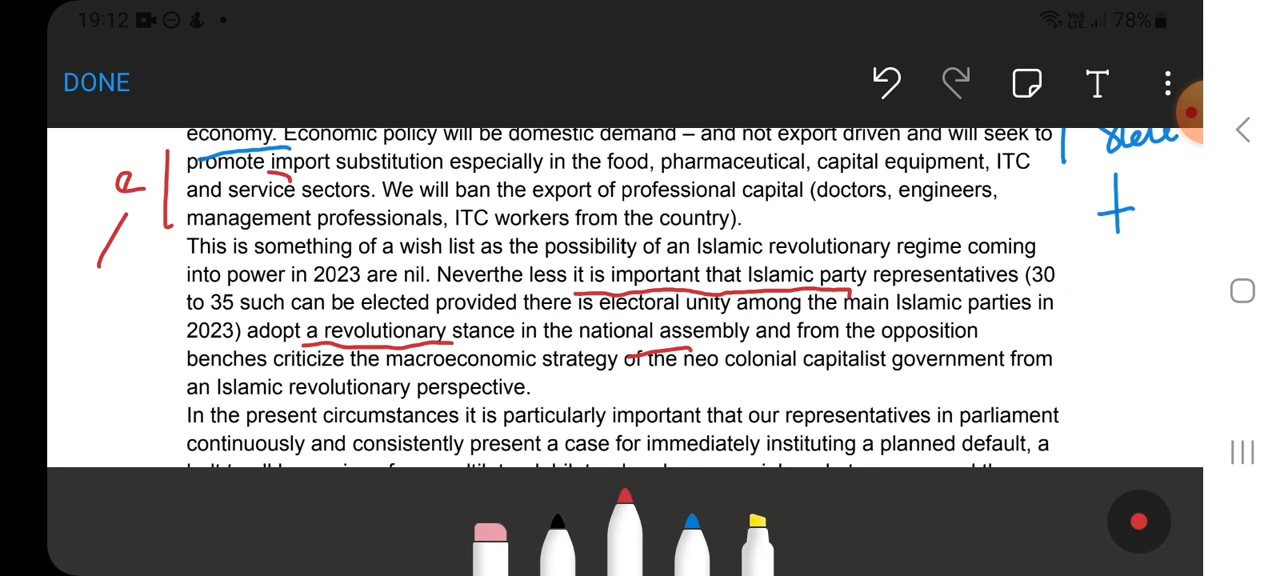 19:12 78%
DONE T
economy. Economic policy will be domestic demand – and not export driven and will seek to
promote import substitution especially in the food, pharmaceutical, capital equipment, ITC
and service sectors. We will ban the export of professional capital (doctors, engineers,
management professionals, ITC workers from the country).
This is something of a wish list as the possibility of an Islamic revolutionary regime coming
into power in 2023 are nil. Neverthe less it is important that Islamic party representatives (30
to 35 such can be elected provided there is electoral unity among the main Islamic parties in
2023) adopt a revolutionary stance in the national assembly and from the opposition
benches criticize the macroeconomic strategy of the neo colonial capitalist government from
an Islamic revolutionary perspective.
In the present circumstances it is particularly important that our representatives in parliament
continuously and consistently present a case for immediately instituting a planned default, a